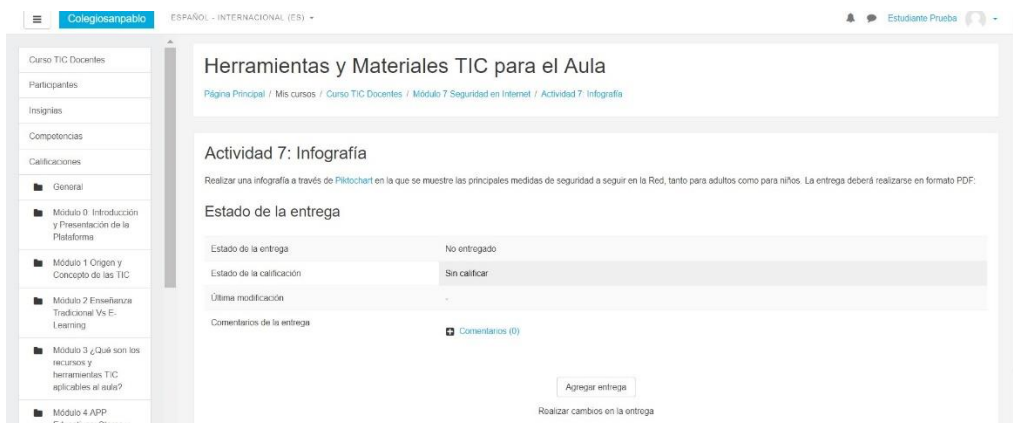 Colegiosanpablo
ESPAÑOL - INTERNACIONAL (ES)
Estudiante Prueba
Curso TIC Docentes
Participantes
Insignias
Competencias
Calificaciones
General
Módulo 0: Introducción
y Presentación de la
Plataforma
Módulo 1 Origen y
Concepto de las TIC
Módulo 2 Enseñanza
Tradicional Vs E-
Learning
Módulo 3 ¿Qué son los
recursos y
herramientas TIC
aplicables al aula?
Módulo 4 APP
Herramientas y Materiales TIC para el Aula
Página Principal / Mis cursos / Curso TIC Docentes / Módulo 7 Seguridad en Internet / Actividad 7: Infografía
Actividad 7: Infografía
Realizar una infografía a través de Piktochart en la que se muestre las principales medidas de seguridad a seguir en la Red, tanto para adultos como para niños. La entrega deberá realizarse en formato PDF:
Estado de la entrega
Estado de la entrega No entregado
Estado de la calificación Sin calificar
Última modificación -
Comentarios de la entrega Comentarios (0)
Agregar entrega
Realizar cambios en la entrega